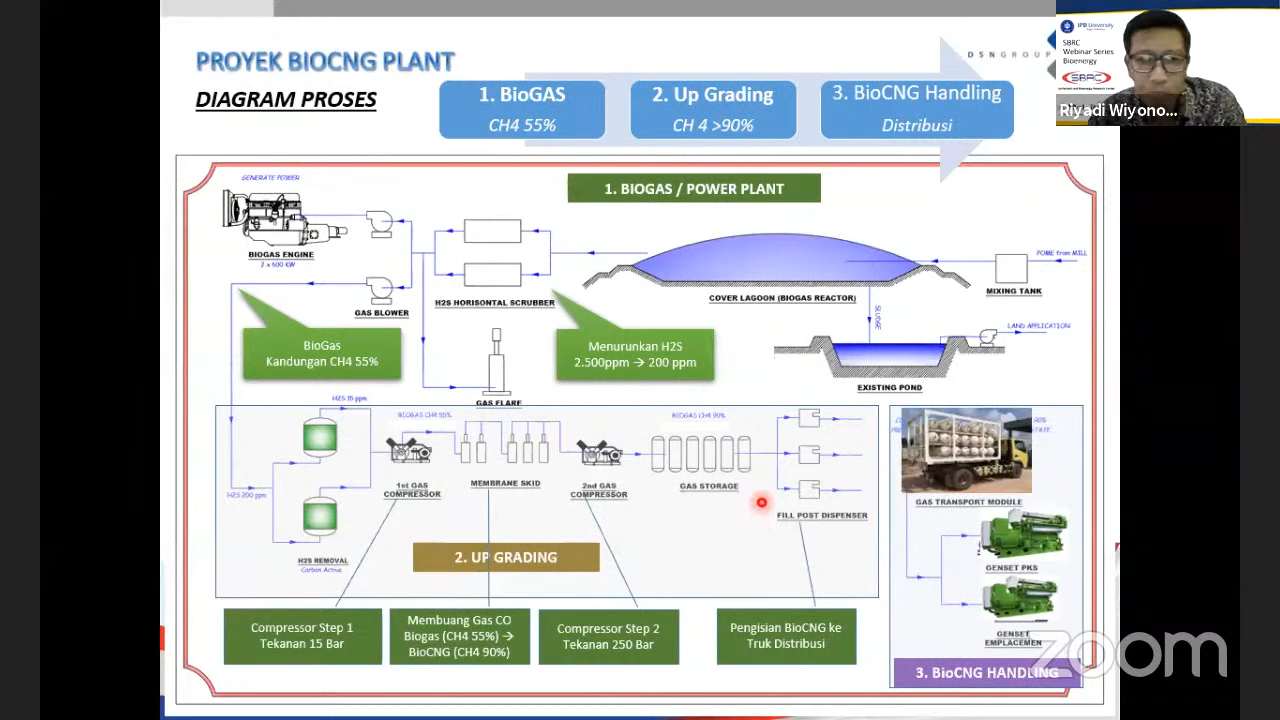 PROYEK BIOCNG PLANT
DIAGRAM PROSES
1. BioGAS
CH4 55%
2. Up Grading
CH 4 >90%
3. BioCNG Handling
Distribusi
DSNGROUP
IPB University
SBRC
Webinar Series
Bioenergy
SBRC
Riyadi Wiyono...
1. BIOGAS / POWER PLANT
GENERATE POWER
BIOGAS ENGINE
2 x 600 KW
GAS BLOWER
H2S HORISONTAL SCRUBBER
COVER LAGOON (BIOGAS REACTOR)
POME from MILL
MIXING TANK
SLUDGE
LAND APPLICATION
EXISTING POND
BioGas
Kandungan CH4 55%
Menurunkan H2S
2.500ppm → 200 ppm
GAS FLARE
H2S 15 ppm
BIOGAS CH4 55%
BIOGAS CH4 90%
H2S 200 ppm
1st GAS
COMPRESSOR
MEMBRANE SKID
2nd GAS
COMPRESSOR
GAS STORAGE
FILL POST DISPENSER
H2S REMOVAL
Carbon Active
2. UP GRADING
90%
GAS TRANSPORT MODULE
GENSET PKS
GENSET
EMPLACEMEN
3. BioCNG HANDLING
Compressor Step 1
Tekanan 15 Bar
Membuang Gas CO
Biogas (CH4 55%) →
BioCNG (CH4 90%)
Compressor Step 2
Tekanan 250 Bar
Pengisian BioCNG ke
Truk Distribusi
zoom